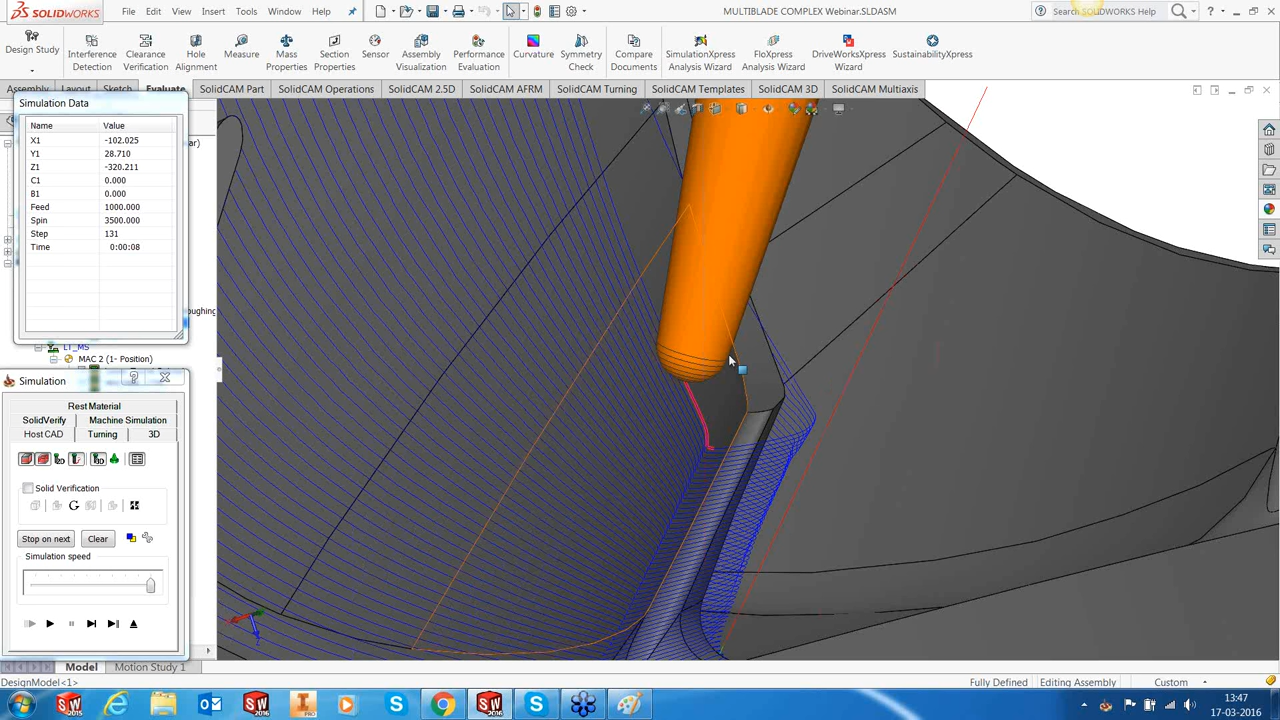 SOLIDWORKS File Edit View Insert Tools Window Help MULTIBLADE COMPLEX Webinar.SLDASM Search SOLIDWORKS Help
Design Study
Interference Detection
Clearance Verification
Hole Alignment
Measure
Mass Properties
Section Properties
Sensor
Assembly Visualization
Performance Evaluation
Curvature
Symmetry Check
Compare Documents
SimulationXpress Analysis Wizard
FloXpress Analysis Wizard
DriveWorksXpress Wizard
SustainabilityXpress
Assembly Layout Sketch Evaluate SolidCAM Part SolidCAM Operations SolidCAM 2.5D SolidCAM AFRM SolidCAM Turning SolidCAM Templates SolidCAM 3D SolidCAM Multiaxis
Simulation Data
Name Value
X1 -102.025
Y1 28.710
Z1 -320.211
C1 0.000
B1 0.000
Feed 1000.000
Spin 3500.000
Step 131
Time 0:00:08
LT_MS
MAC 2 (1- Position)
Simulation
Rest Material
SolidVerify Machine Simulation
Host CAD Turning 3D
Solid Verification
Stop on next Clear
Simulation speed
Model Motion Study 1
DesignModel<1> Fully Defined Editing Assembly Custom
13:47
17-03-2016